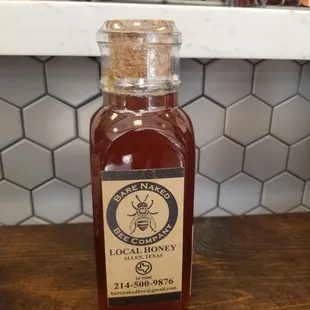 BARE NAKED
BEE COMPANY
LOCAL HONEY
ALLEN, TEXAS
214-500-9876